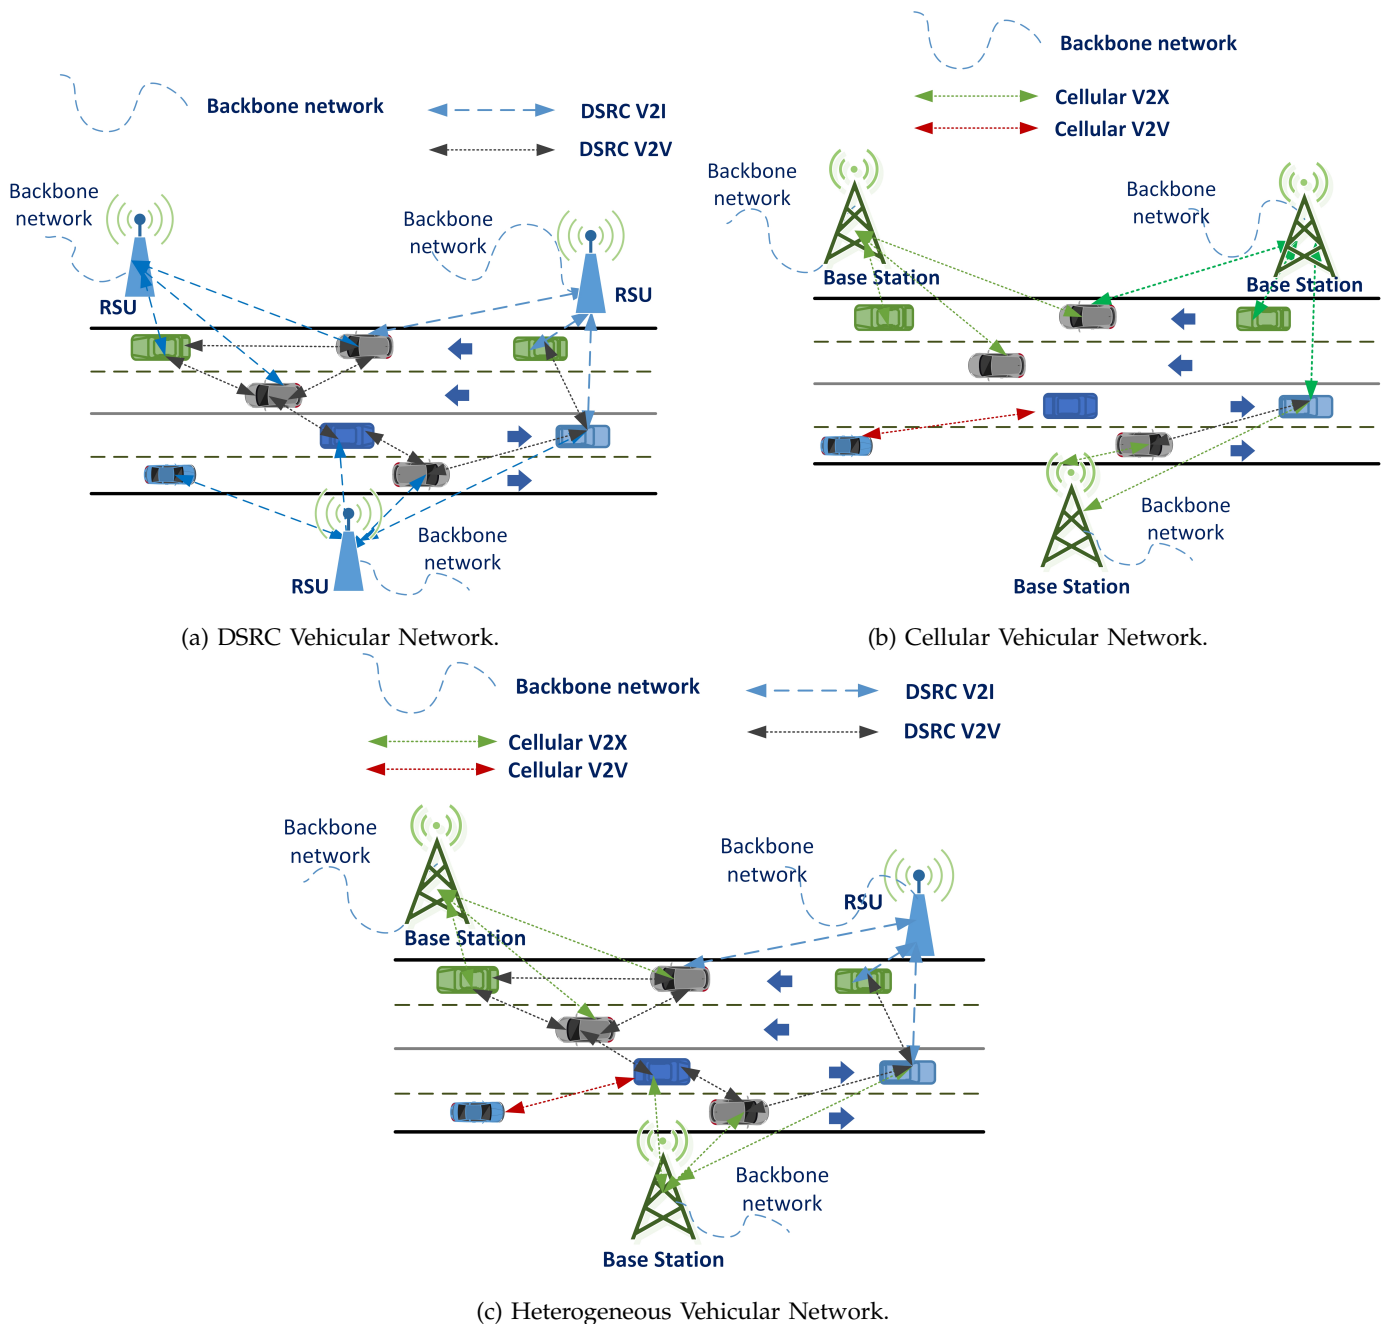 Backbone network
DSRC V2I
DSRC V2V
Backbone
network
Backbone
network
RSU
RSU
Backbone
network
RSU
(a) DSRC Vehicular Network.
Backbone network
Cellular V2X
Cellular V2V
Backbone
network
Backbone
network
Base Station
Base Station
Backbone
network
Base Station
(b) Cellular Vehicular Network.
Backbone network
DSRC V2I
DSRC V2V
Cellular V2X
Cellular V2V
Backbone
network
Backbone
network
RSU
Base Station
Backbone
network
Base Station
(c) Heterogeneous Vehicular Network.